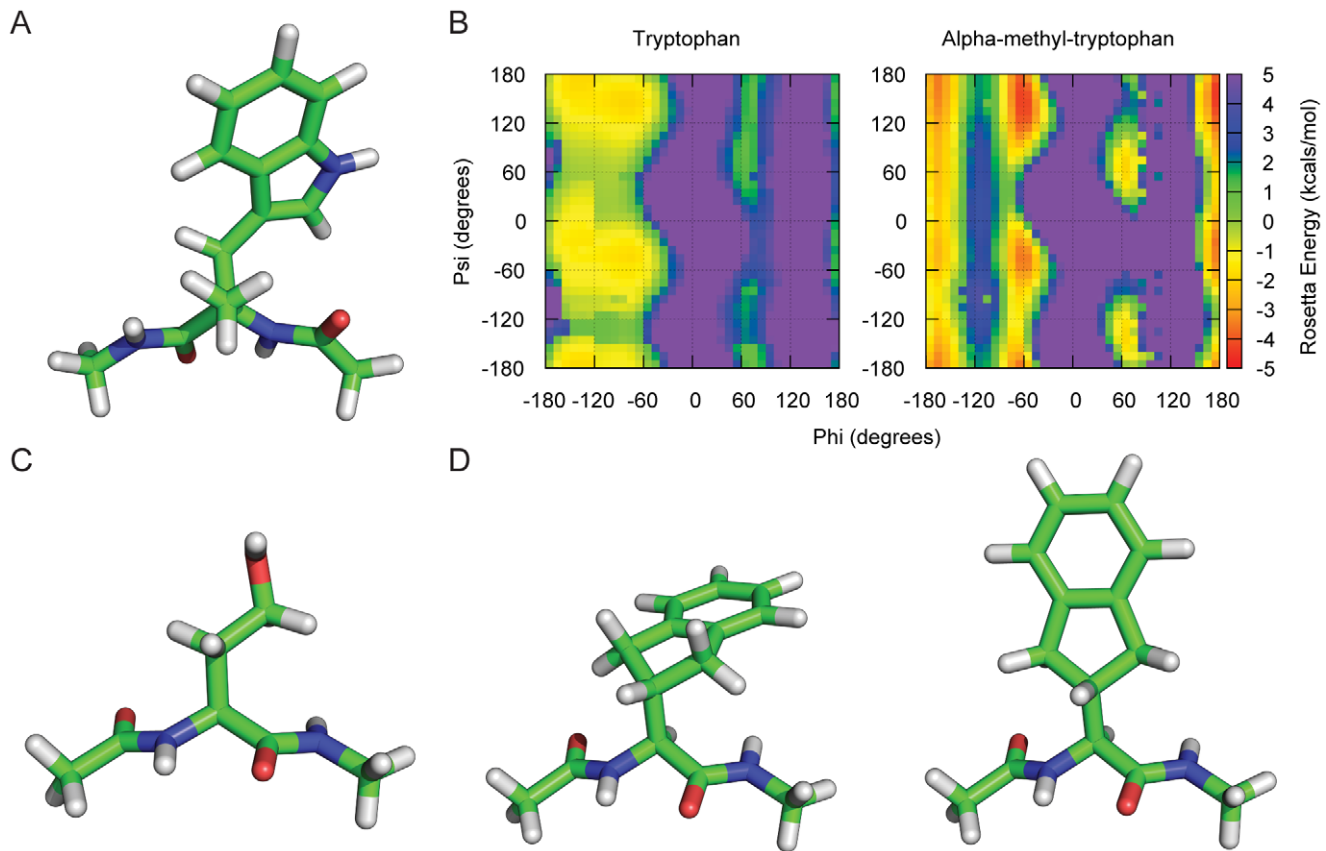 A
B
Tryptophan
Alpha-methyl-tryptophan
180
120
60
0
-60
-120
-180
Psi (degrees)
-180 -120 -60 0 60 120 180
180
120
60
0
-60
-120
-180
-180 -120 -60 0 60 120 180
Phi (degrees)
5
4
3
2
1
0
-1
-2
-3
-4
-5
Rosetta Energy (kcals/mol)
C
D